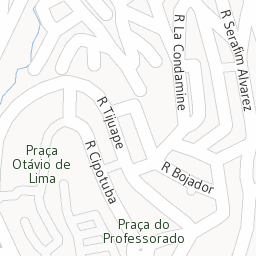 R Serafim Alvarez
R La Condamine
R Tijuape
R Cipotuba
Praça
Otávio de
Lima
R Bojador
Praça do
Professorado